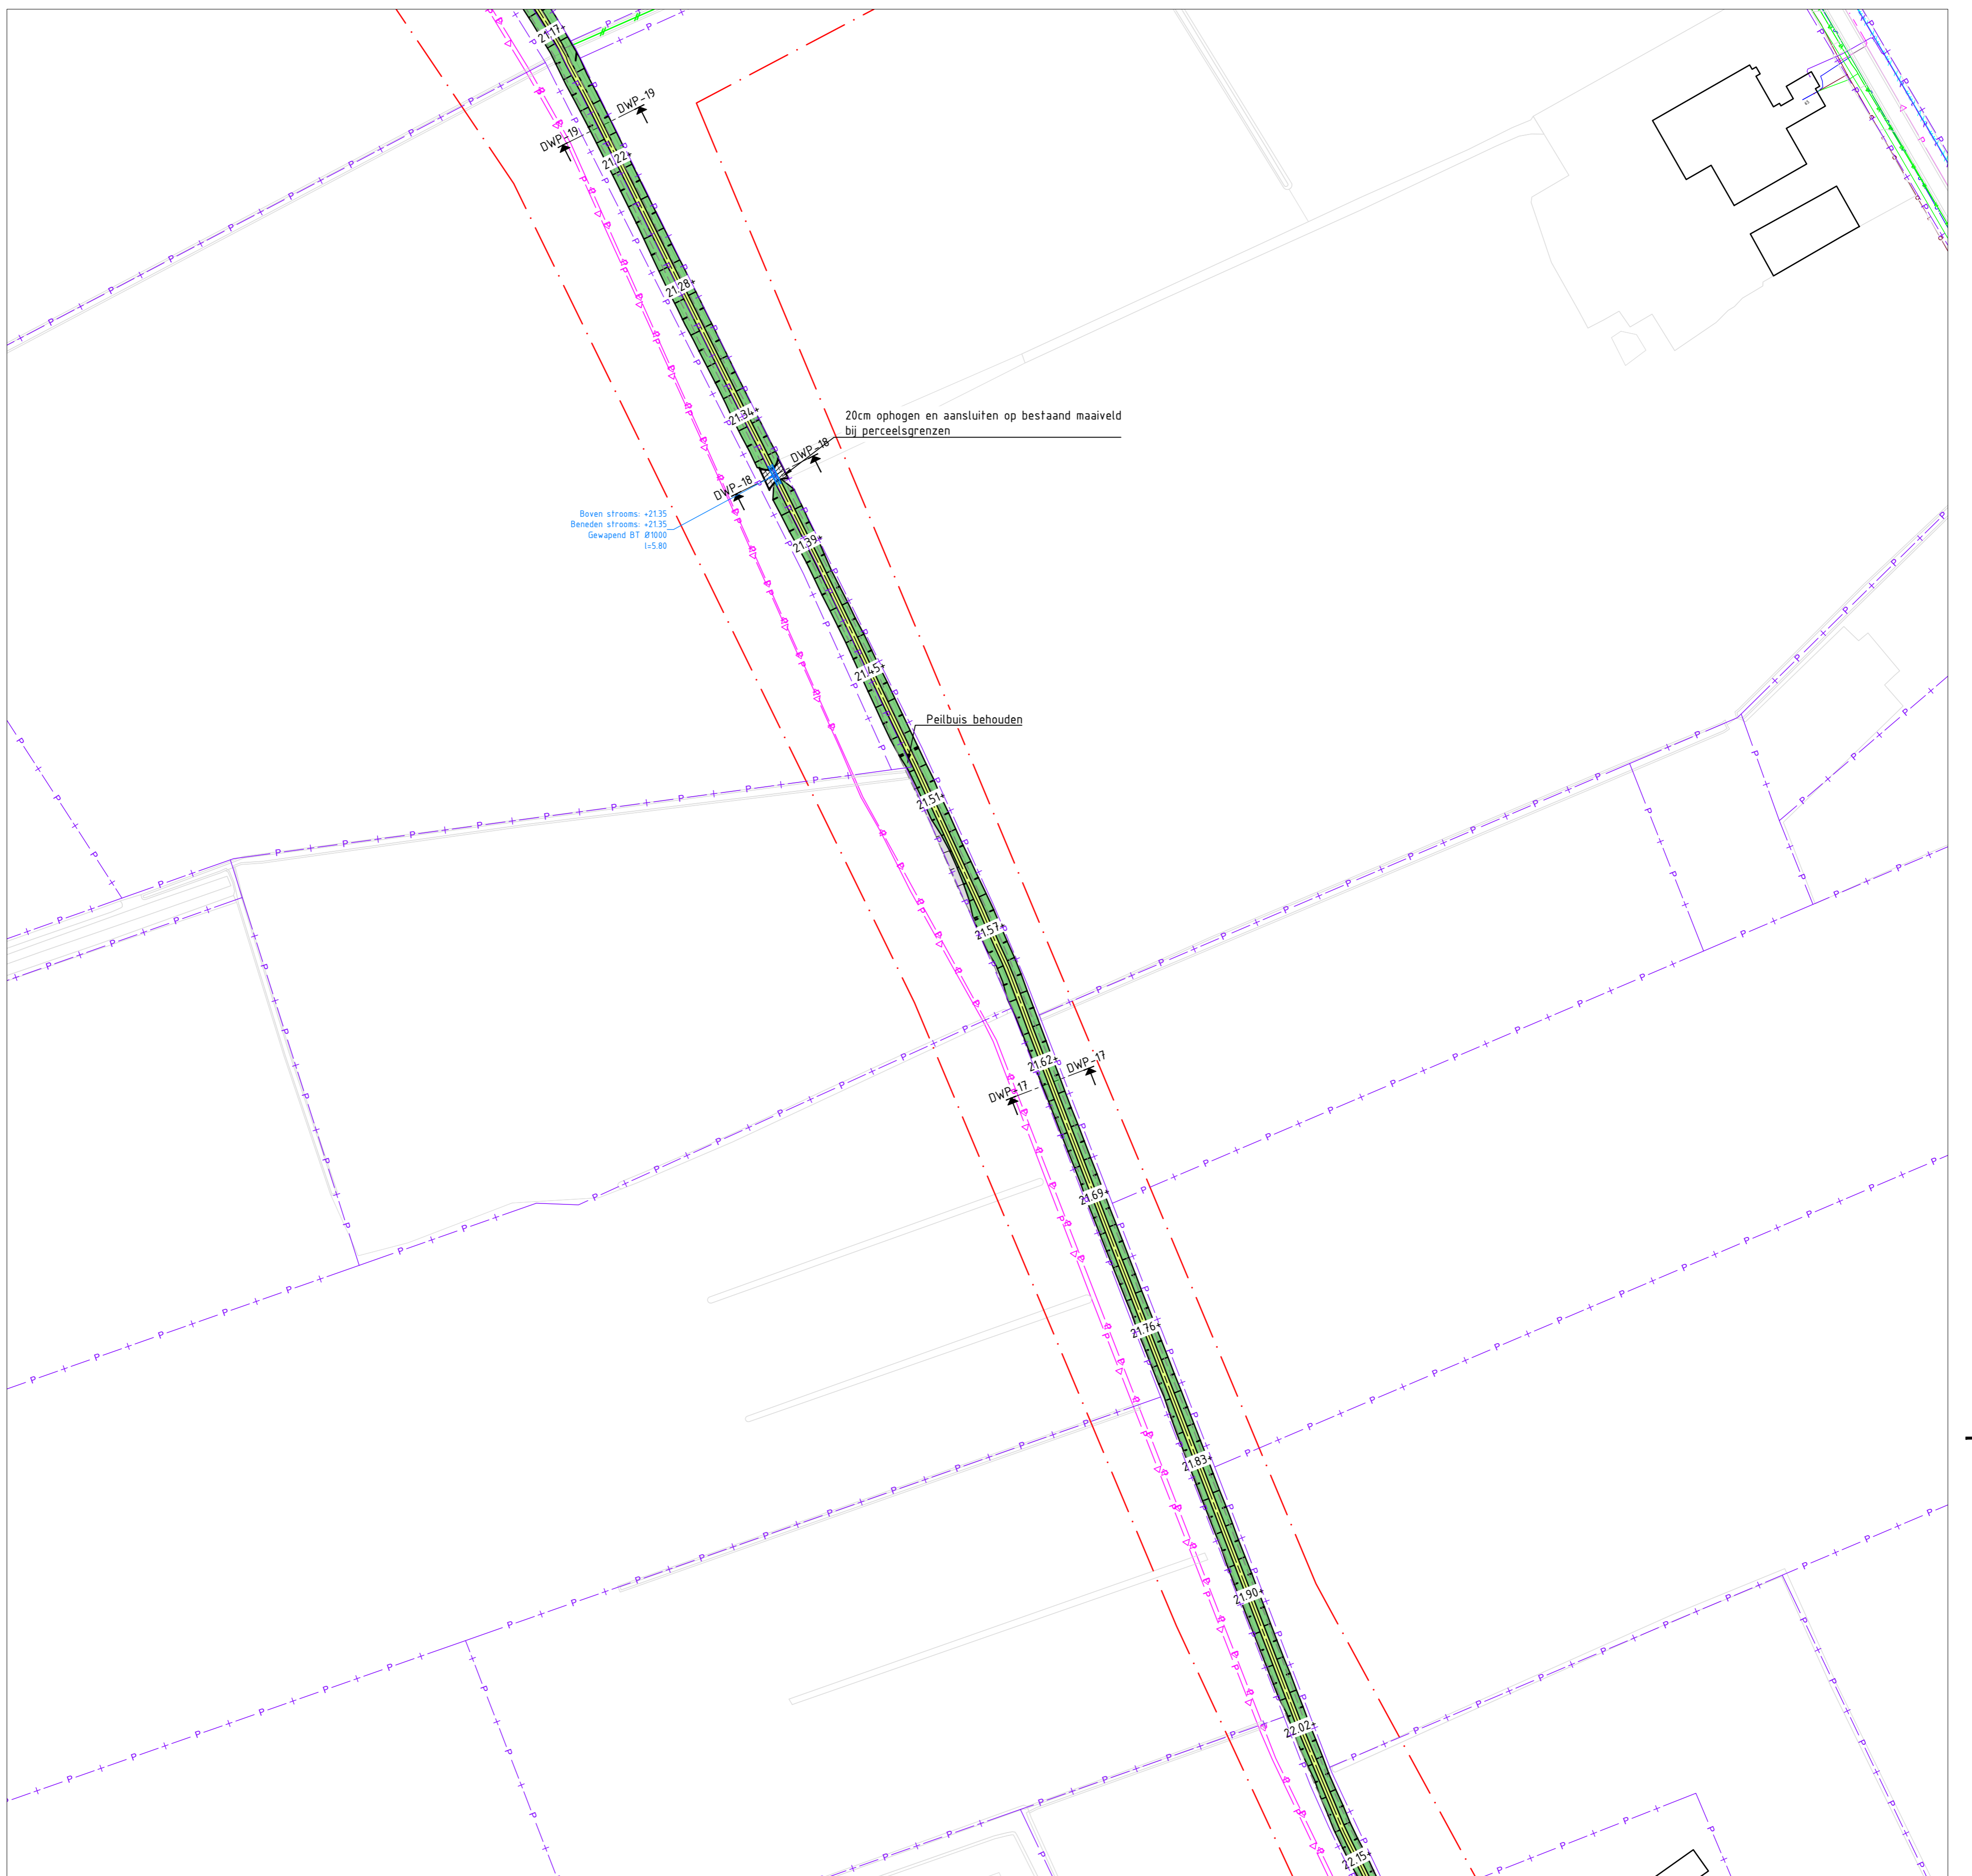 21.17+
DWP-19
DWP-19
21.22+
21.28+
21.34+
20cm ophogen en aansluiten op bestaand maaiveld
bij perceelsgrenzen
DWP-18
DWP-18
Boven strooms: +21.35
Beneden strooms: +21.35
Gewapend BT Ø1000
l=5.80
21.39+
21.45+
Peilbuis behouden
21.51+
21.57+
21.62+
DWP-17
DWP-17
21.69+
21.76+
21.83+
21.90+
22.02+
22.15+